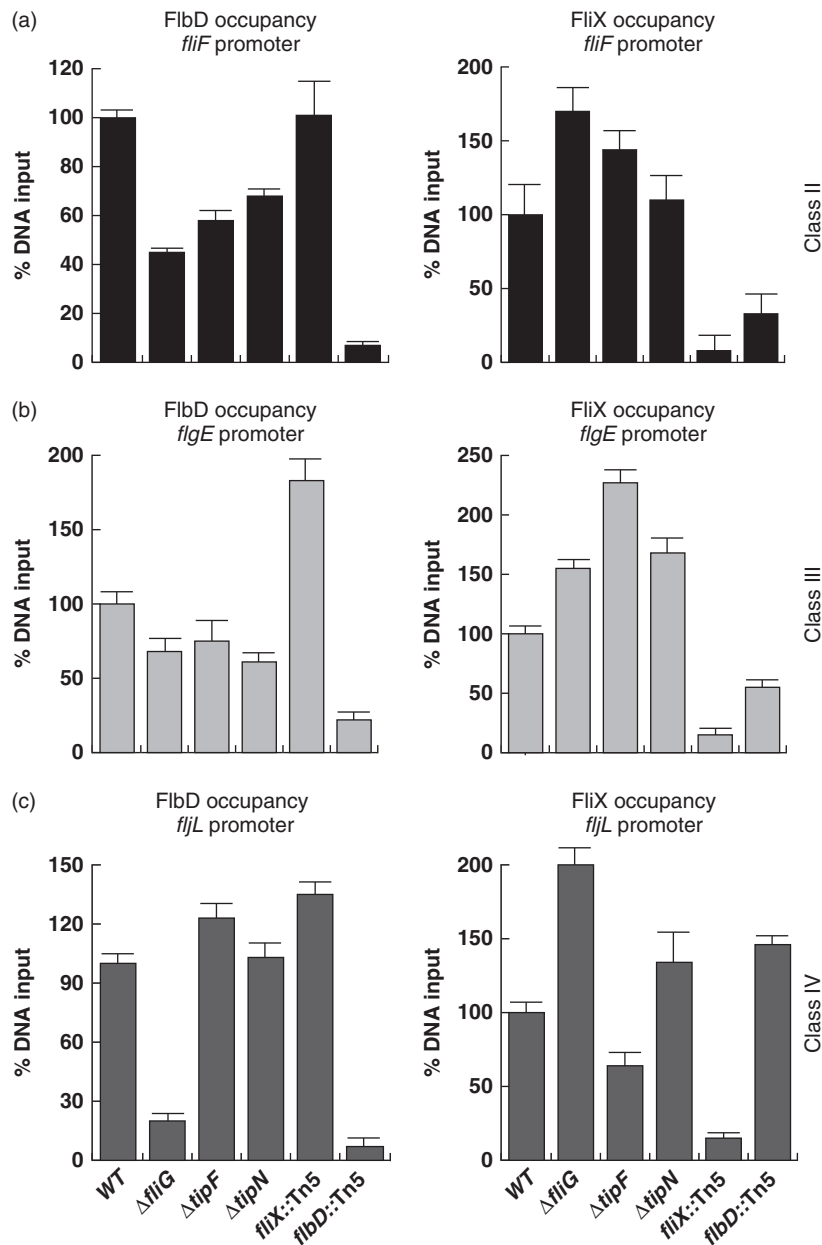 (a)
FlbD occupancy
fliF promoter
% DNA input
120
100
80
60
40
20
0
FliX occupancy
fliF promoter
% DNA input
200
150
100
50
0
Class II
(b)
FlbD occupancy
flgE promoter
% DNA input
200
150
100
50
0
FliX occupancy
flgE promoter
% DNA input
250
200
150
100
50
0
Class III
(c)
FlbD occupancy
fljL promoter
% DNA input
150
120
90
60
30
0
WT
ΔfliG
ΔtipF
ΔtipN
fliX::Tn5
flbD::Tn5
FliX occupancy
fljL promoter
% DNA input
200
150
100
50
0
WT
ΔfliG
ΔtipF
ΔtipN
fliX::Tn5
flbD::Tn5
Class IV